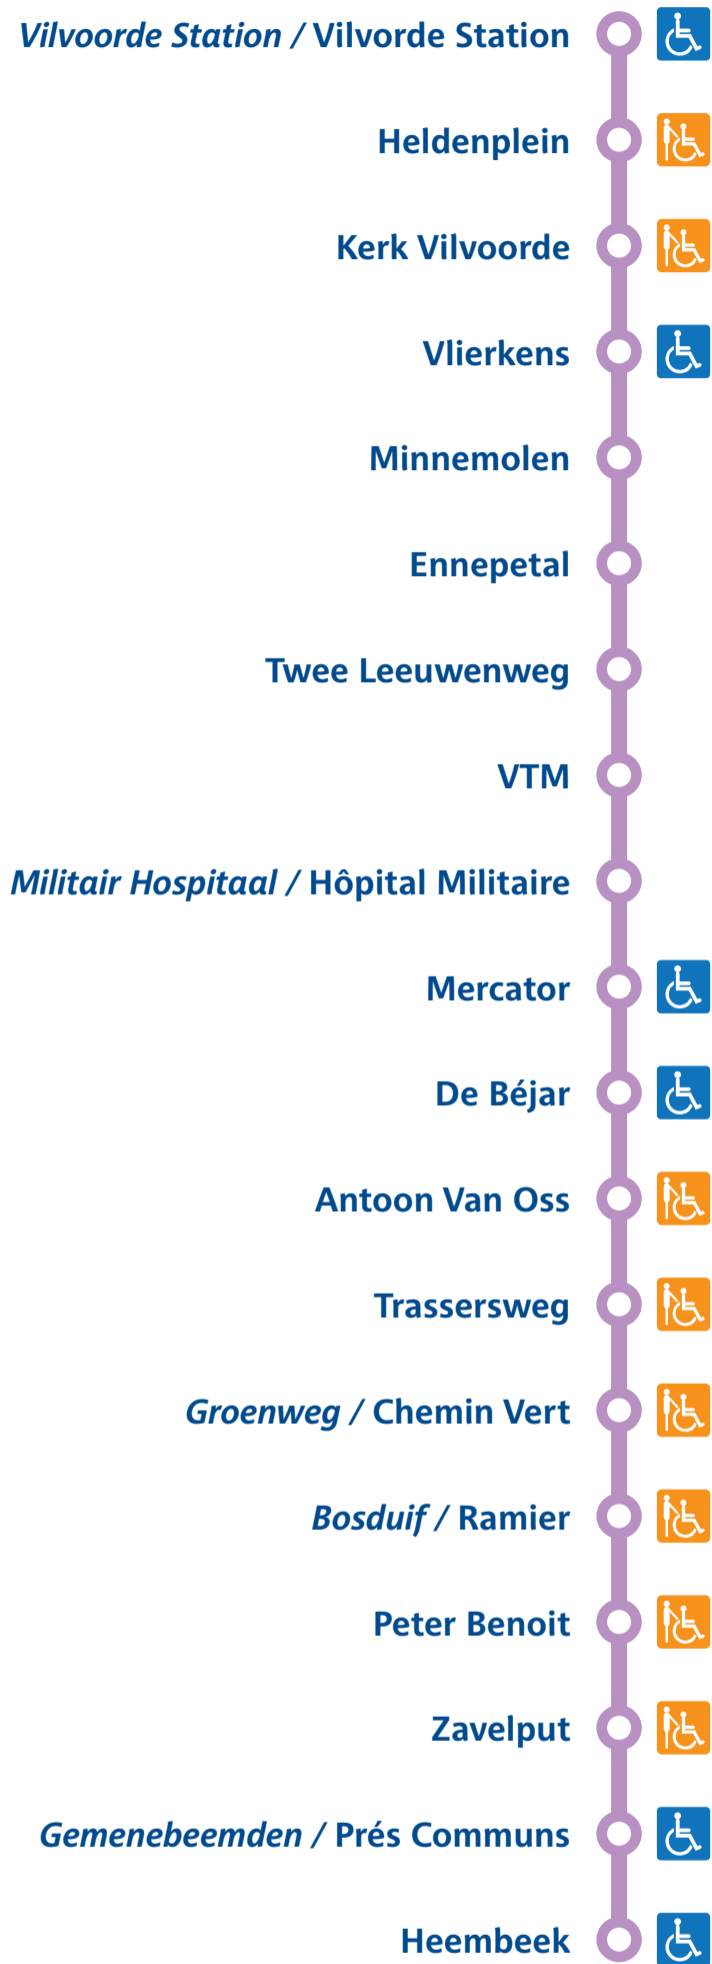 Vilvoorde Station / Vilvorde Station
Heldenplein
Kerk Vilvoorde
Vlierkens
Minnemolen
Ennepetal
Twee Leeuwenweg
VTM
Militair Hospitaal / Hôpital Militaire
Mercator
De Béjar
Antoon Van Oss
Trassersweg
Groenweg / Chemin Vert
Bosduif / Ramier
Peter Benoit
Zavelput
Gemenebeemden / Prés Communs
Heembeek